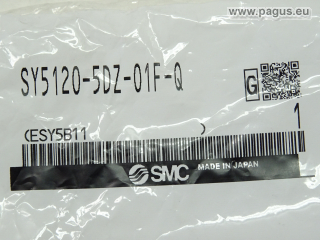 www.pagus.eu
SY5120-5DZ-01F-Q
G
(ESY5B11 )
1
SMC MADE IN JAPAN